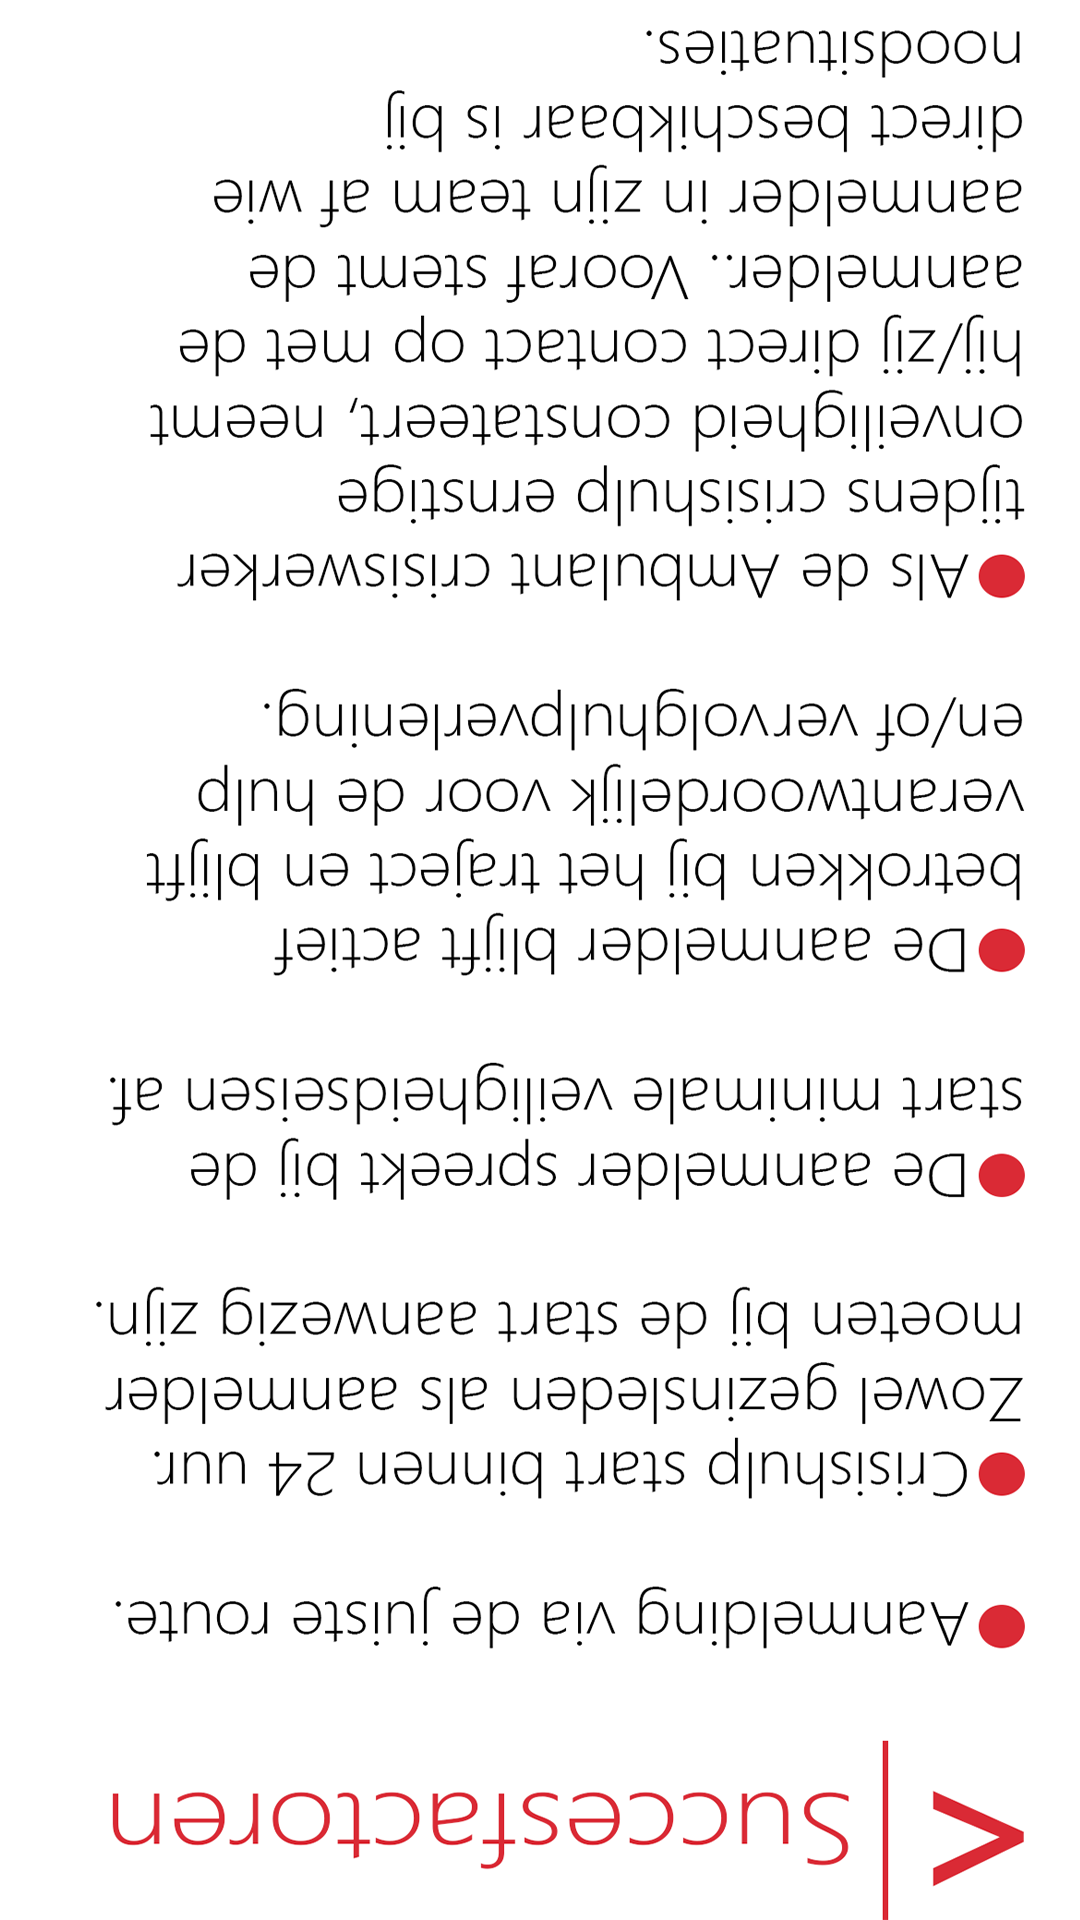 > | Succesfactoren
● Aanmelding via de juiste route.
● Crisishulp start binnen 24 uur.
Zowel gezinsleden als aanmelder
moeten bij de start aanwezig zijn.
● De aanmelder spreekt bij de
start minimale veiligheidseisen af.
● De aanmelder blijft actief
betrokken bij het traject en blijft
verantwoordelijk voor de hulp
en/of vervolghulpverlening.
● Als de Ambulant crisiswerker
tijdens crisishulp ernstige
onveiligheid constateert, neemt
hij/zij direct contact op met de
aanmelder.. Vooraf stemt de
aanmelder in zijn team af wie
direct beschikbaar is bij
noodsituaties.